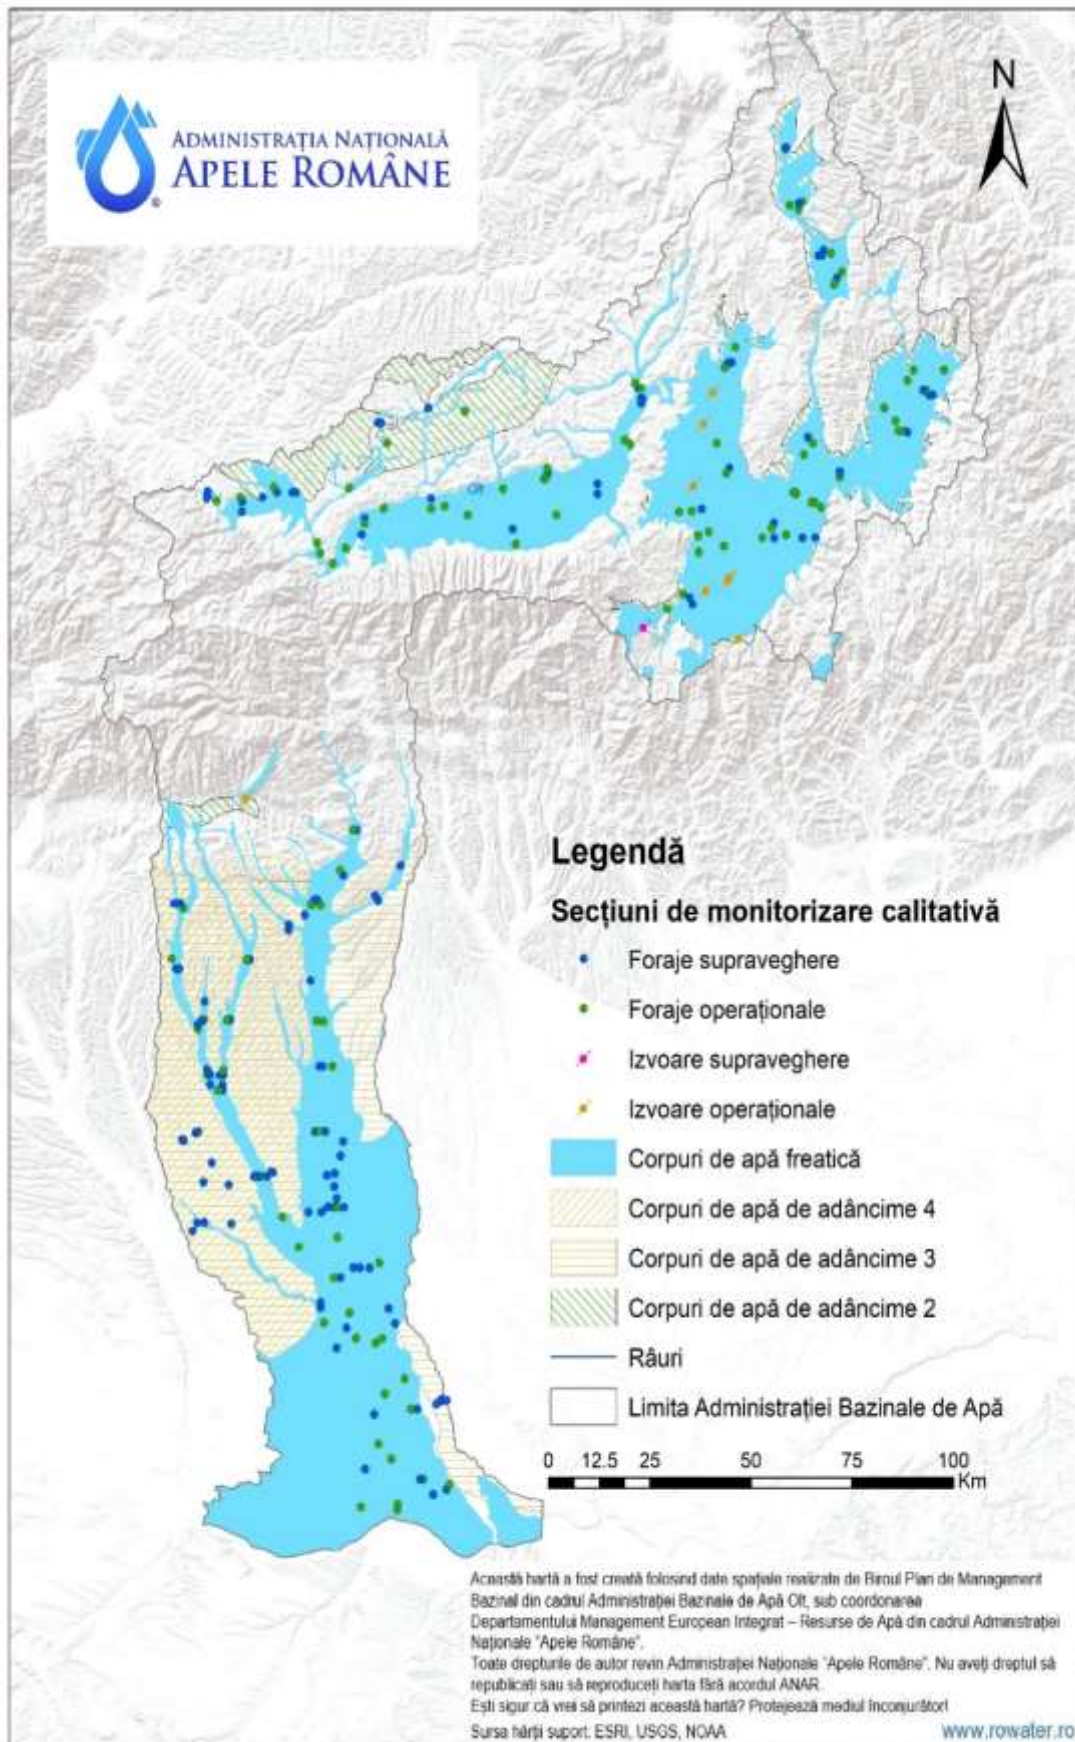 N
ADMINISTRAȚIA NAȚIONALĂ
APELE ROMÂNE
®
Olt
Legendă
Secțiuni de monitorizare calitativă
Foraje supraveghere
Foraje operaționale
Izvoare supraveghere
Izvoare operaționale
Corpuri de apă freatică
Corpuri de apă de adâncime 4
Corpuri de apă de adâncime 3
Corpuri de apă de adâncime 2
Râuri
Limita Administrației Bazinale de Apă
0 12.5 25 50 75 100
Km
Această hartă a fost creată folosind date spațiale realizate de Biroul Plan de Management
Bazinal din cadrul Administrației Bazinale de Apă Olt, sub coordonarea
Departamentului Management European Integrat – Resurse de Apă din cadrul Administrației
Naționale "Apele Române".
Toate drepturile de autor revin Administrației Naționale "Apele Române". Nu aveți dreptul să
republicați sau să reproduceți harta fără acordul ANAR.
Ești sigur că vrei să printezi această hartă? Protejează mediul înconjurător!
Sursa hărții suport: ESRI, USGS, NOAA
www.rowater.ro